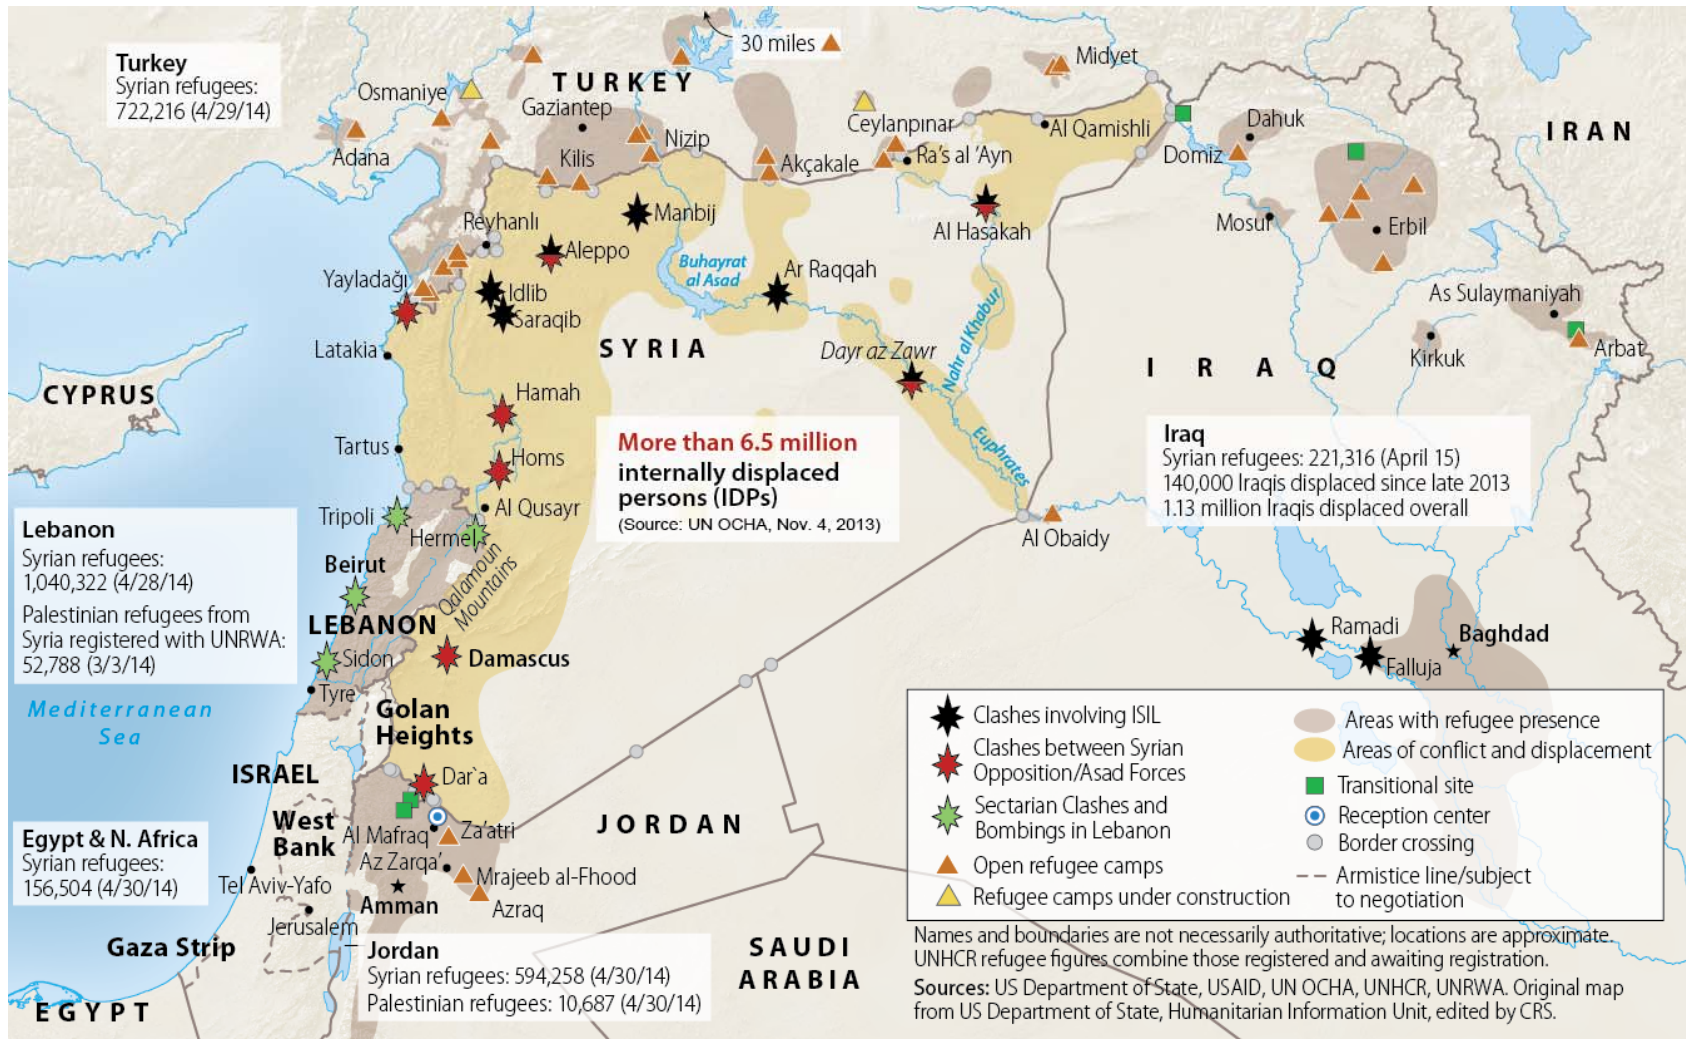 30 miles
Turkey
Syrian refugees:
722,216 (4/29/14)
TURKEY
Midyet
Osmaniye
Gaziantep
Adana
Kilis
Nizip
Akçakale
Ceylanpınar
Ra's al 'Ayn
Al Qamishli
Dahuk
Domiz
IRAN
Reyhanlı
Manbij
Aleppo
Al Hasakah
Mosul
Erbil
Yayladağı
Idlib
Saraqib
Buhayrat
al Asad
Ar Raqqah
As Sulaymaniyah
Latakia
SYRIA
Dayr az Zawr
Nahr al Khabur
Kirkuk
Arbat
CYPRUS
Hamah
IRAQ
Tartus
Homs
More than 6.5 million
internally displaced
persons (IDPs)
(Source: UN OCHA, Nov. 4, 2013)
Euphrates
Iraq
Syrian refugees: 221,316 (April 15)
140,000 Iraqis displaced since late 2013
1.13 million Iraqis displaced overall
Al Qusayr
Tripoli
Hermel
Al Obaidy
Lebanon
Syrian refugees:
1,040,322 (4/28/14)
Palestinian refugees from
Syria registered with UNRWA:
52,788 (3/3/14)
Beirut
Qalamoun
Mountains
LEBANON
Sidon
Damascus
Tyre
Ramadi
Falluja
Baghdad
Mediterranean
Sea
Golan
Heights
ISRAEL
Dar`a
West
Bank
Al Mafraq
Za'atri
JORDAN
Az Zarqa'
Mrajeeb al-Fhood
Azraq
Amman
Egypt & N. Africa
Syrian refugees:
156,504 (4/30/14)
Tel Aviv-Yafo
Jerusalem
Gaza Strip
EGYPT
Jordan
Syrian refugees: 594,258 (4/30/14)
Palestinian refugees: 10,687 (4/30/14)
SAUDI
ARABIA
Clashes involving ISIL
Clashes between Syrian
Opposition/Asad Forces
Sectarian Clashes and
Bombings in Lebanon
Open refugee camps
Refugee camps under construction
Areas with refugee presence
Areas of conflict and displacement
Transitional site
Reception center
Border crossing
Armistice line/subject
to negotiation
Names and boundaries are not necessarily authoritative; locations are approximate.
UNHCR refugee figures combine those registered and awaiting registration.
Sources: US Department of State, USAID, UN OCHA, UNHCR, UNRWA. Original map
from US Department of State, Humanitarian Information Unit, edited by CRS.